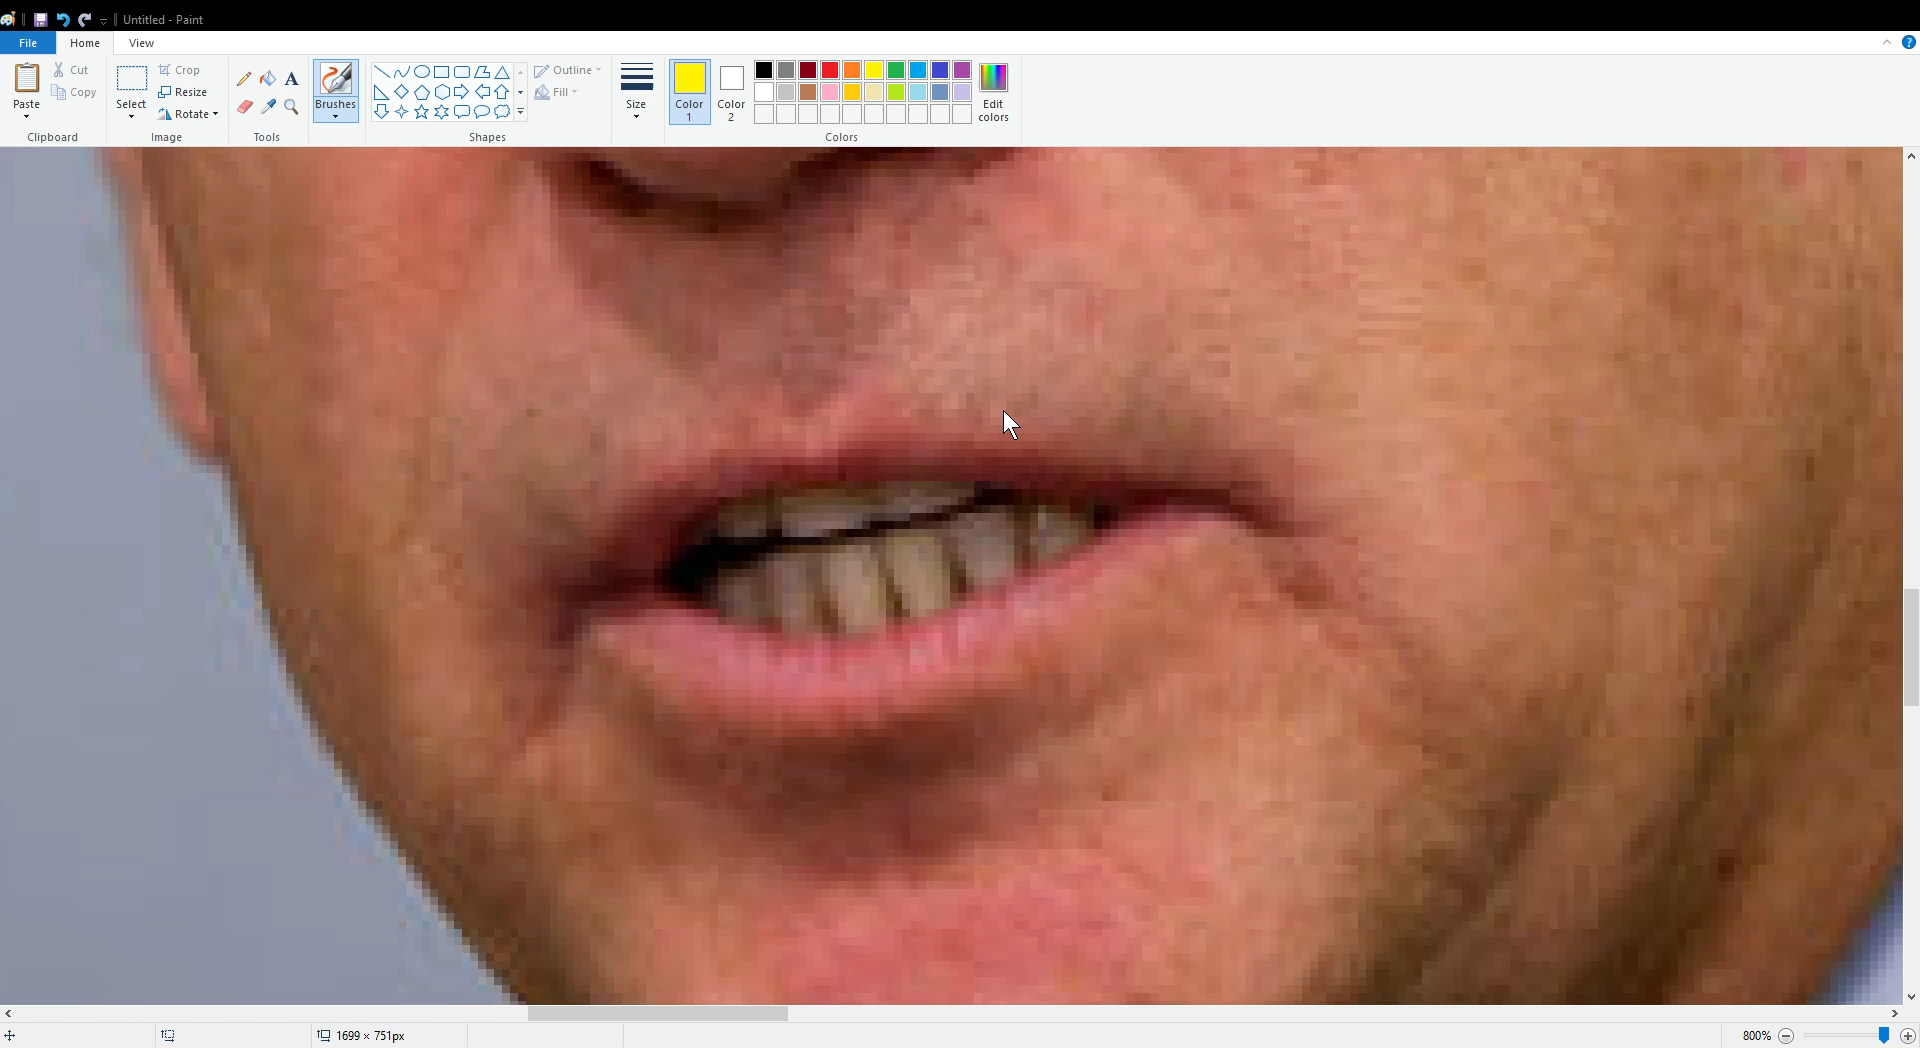 Untitled - Paint
File Home View
Paste Cut Copy
Clipboard
Select Crop Resize Rotate
Image
A
Tools
Brushes
Shapes
Outline Fill
Size
Color 1 Color 2
Edit colors
Colors
1699 × 751px
800%